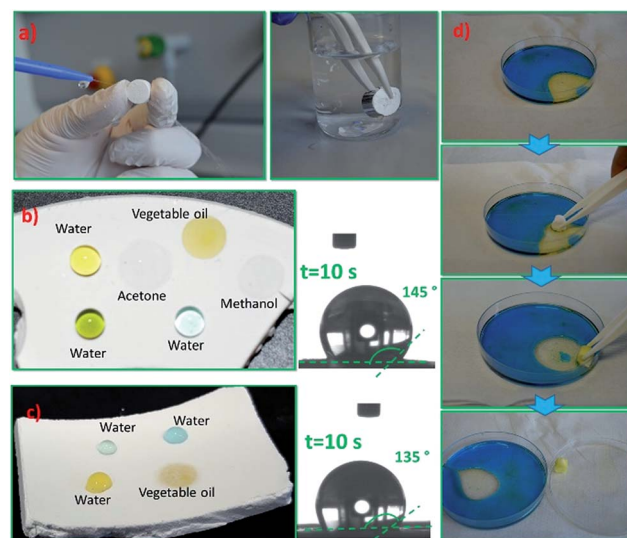 a)
d)
b)
Vegetable oil
Water
Acetone
Methanol
Water
Water
t=10 s
145 °
c)
Water
Water
Water
Vegetable oil
t=10 s
135 °